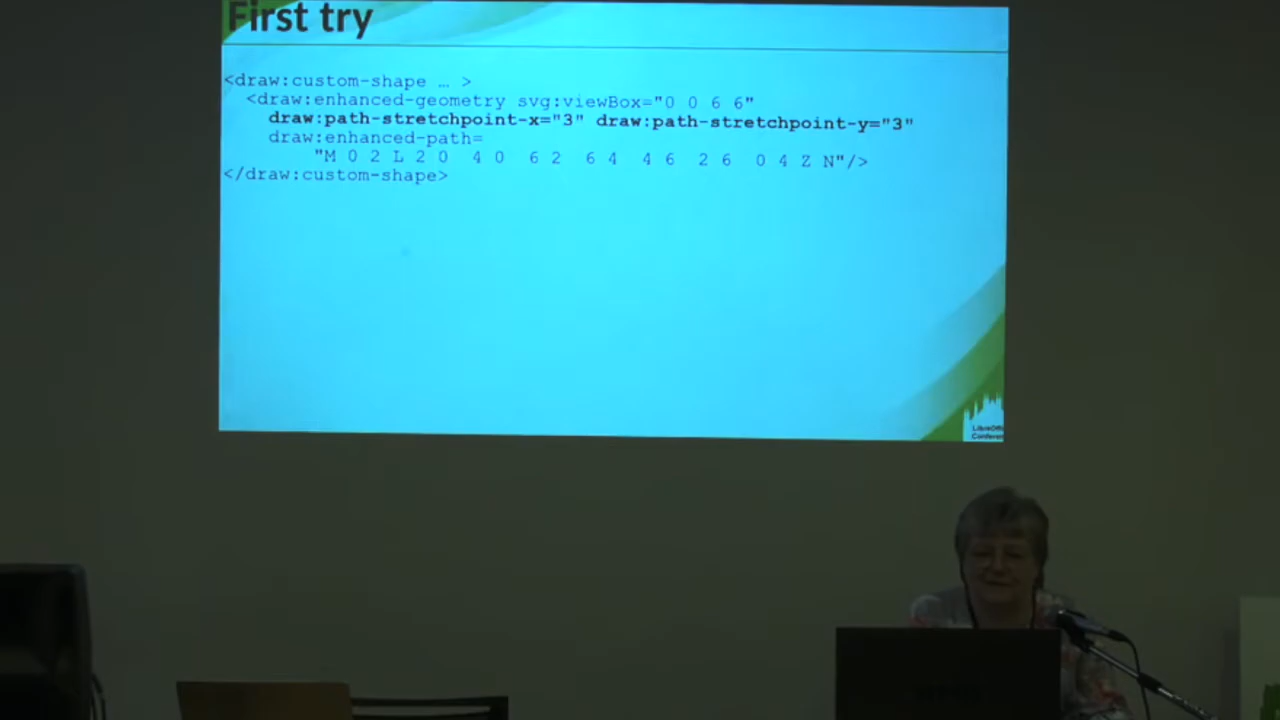 First try
<draw:custom-shape … >
<draw:enhanced-geometry svg:viewBox="0 0 6 6"
draw:path-stretchpoint-x="3" draw:path-stretchpoint-y="3"
draw:enhanced-path=
"M 0 2 L 2 0 4 0 6 2 6 4 4 6 2 6 0 4 Z N"/>
</draw:custom-shape>